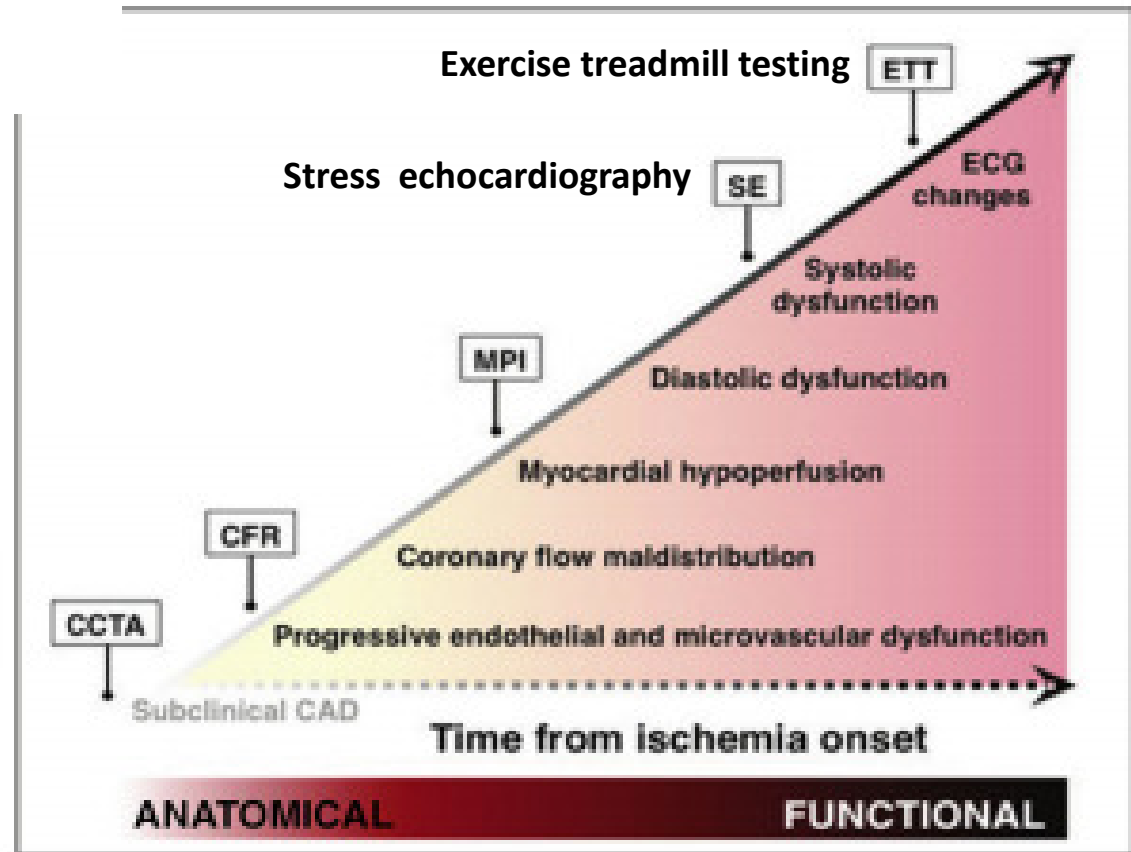 Exercise treadmill testing
ETT
ECG
changes
Stress echocardiography
SE
Systolic
dysfunction
MPI
Diastolic dysfunction
Myocardial hypoperfusion
CFR
Coronary flow maldistribution
CCTA
Progressive endothelial and microvascular dysfunction
Subclinical CAD
Time from ischemia onset
ANATOMICAL
FUNCTIONAL